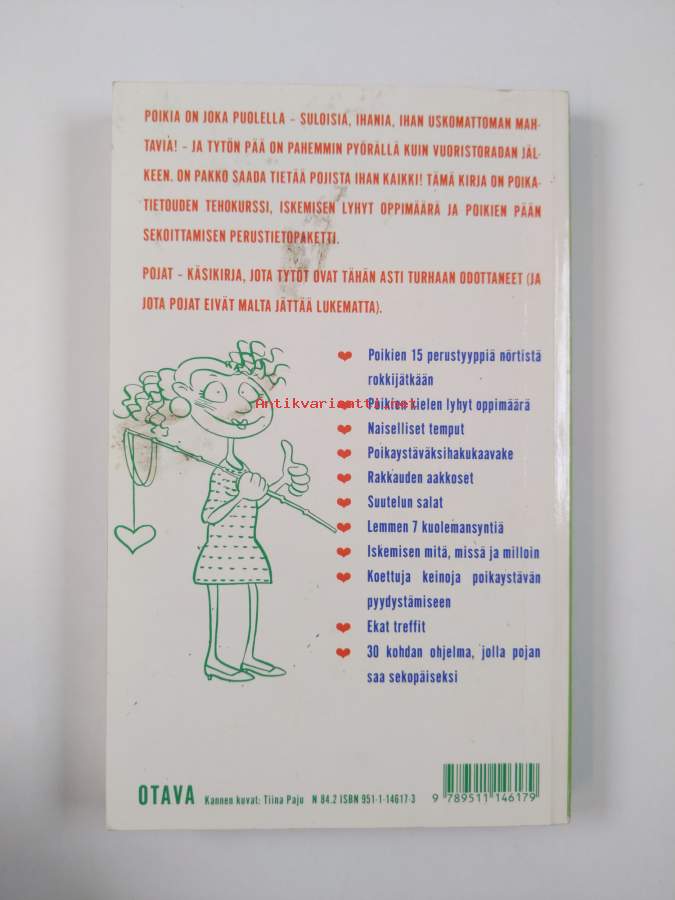 POIKIA ON JOKA PUOLELLA – SULOISIA, IHANIA, IHAN USKOMATTOMAN MAH-
TAVIA! – JA TYTÖN PÄÄ ON PAHEMMIN PYÖRÄLLÄ KUIN VUORISTORADAN JÄL-
KEEN. ON PAKKO SAADA TIETÄÄ POJISTA IHAN KAIKKI! TÄMÄ KIRJA ON POIKA-
TIETOUDEN TEHOKURSSI, ISKEMISEN LYHYT OPPIMÄÄRÄ JA POIKIEN PÄÄN
SEKOITTAMISEN PERUSTIETOPAKETTI.
POJAT – KÄSIKIRJA, JOTA TYTÖT OVAT TÄHÄN ASTI TURHAAN ODOTTANEET (JA
JOTA POJAT EIVÄT MALTA JÄTTÄÄ LUKEMATTA).
Poikien 15 perustyyppiä nörtistä
rokkijätkään
Antikvariaatti.net
Poikien kielen lyhyt oppimäärä
Naiselliset temput
Poikaystäväksihakukaavake
Rakkauden aakkoset
Suutelun salat
Lemmen 7 kuolemansyntiä
Iskemisen mitä, missä ja milloin
Koettuja keinoja poikaystävän
pyydystämiseen
Ekat treffit
30 kohdan ohjelma, jolla pojan
saa sekopäiseksi
OTAVA Kannen kuvat: Tiina Paju N 84.2 ISBN 951-1-14617-3
9 789511 146179